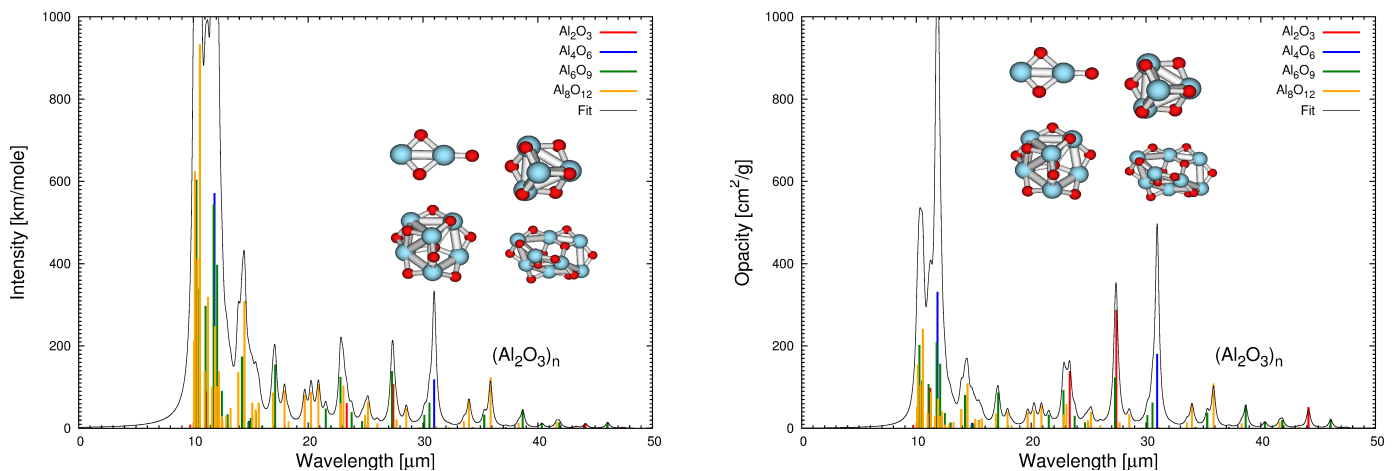 1000
800
600
400
200
0
Intensity [km/mole]
0 10 20 30 40 50
Wavelength [μm]
Al₂O₃
Al₄O₆
Al₆O₉
Al₈O₁₂
Fit
(Al₂O₃)ₙ
1000
800
600
400
200
0
Opacity [cm²/g]
0 10 20 30 40 50
Wavelength [μm]
Al₂O₃
Al₄O₆
Al₆O₉
Al₈O₁₂
Fit
(Al₂O₃)ₙ